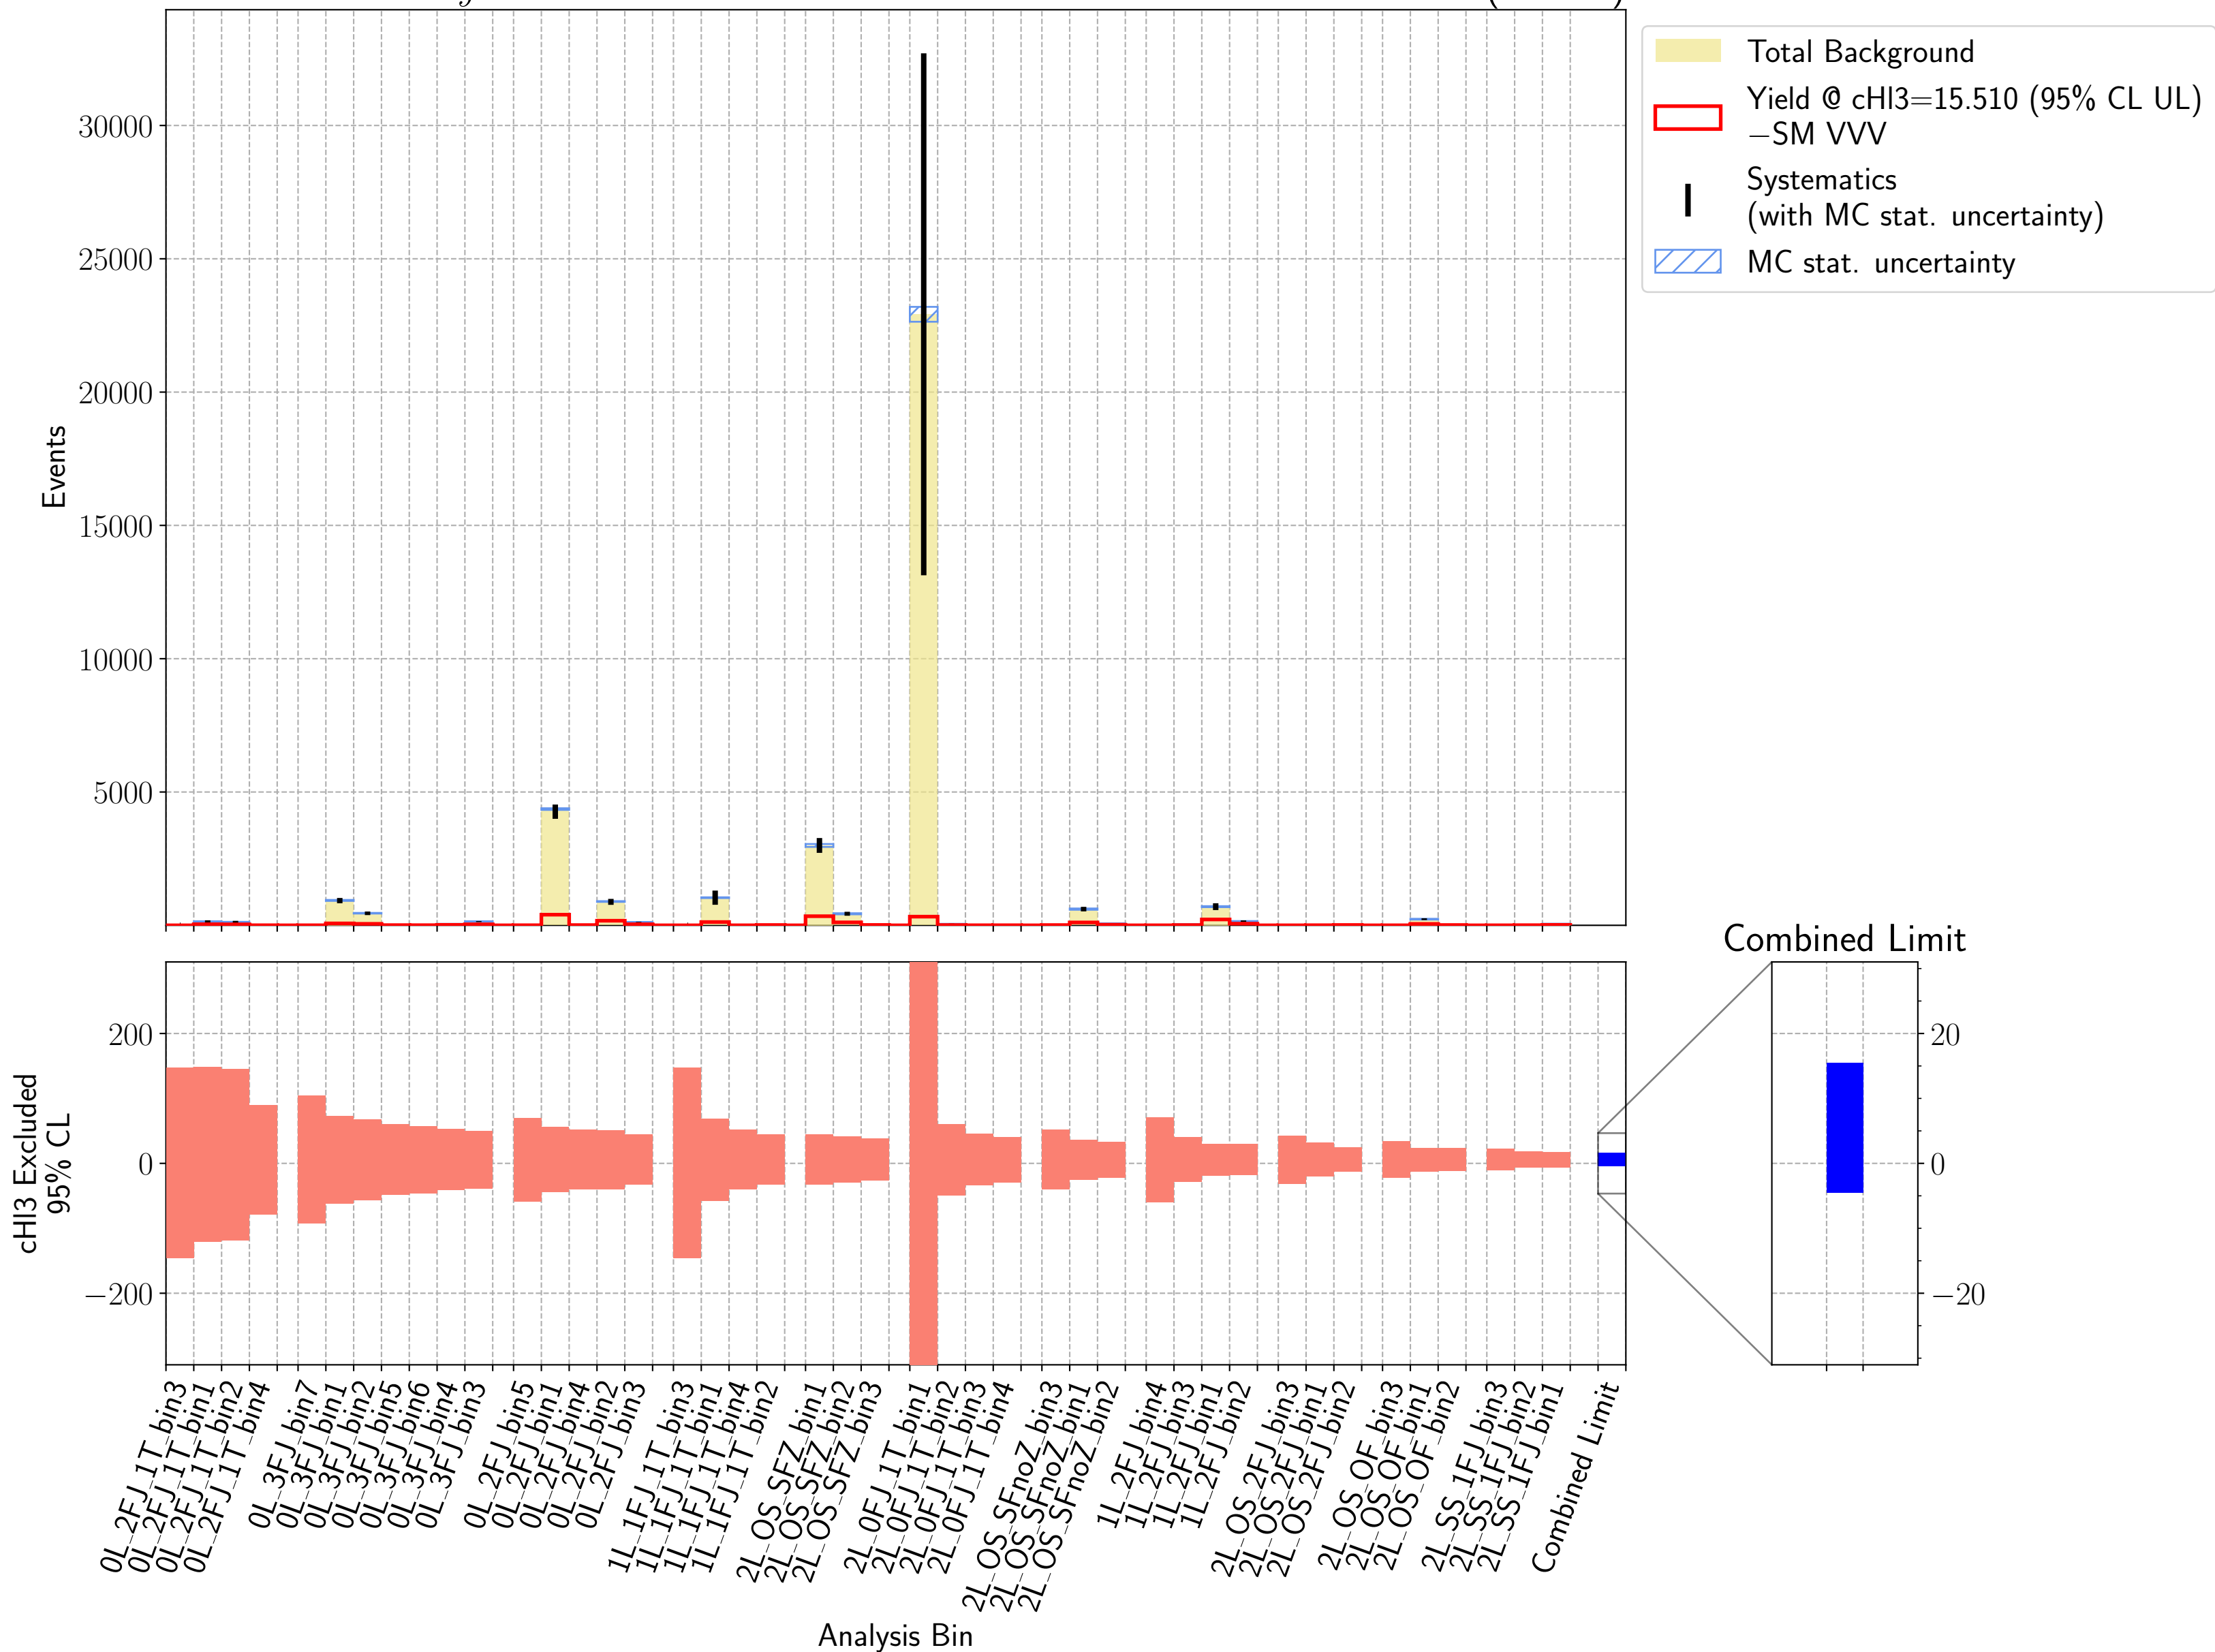 Total Background
Yield @ cHl3=15.510 (95% CL UL)
−SM VVV
Systematics
(with MC stat. uncertainty)
MC stat. uncertainty
Events
30000
25000
20000
15000
10000
5000
Combined Limit
cHl3 Excluded
95% CL
200
0
−200
20
0
−20
0L_2FJ_1T_bin3
0L_2FJ_1T_bin1
0L_2FJ_1T_bin2
0L_2FJ_1T_bin4
0L_3FJ_bin7
0L_3FJ_bin1
0L_3FJ_bin2
0L_3FJ_bin5
0L_3FJ_bin6
0L_3FJ_bin4
0L_3FJ_bin3
0L_2FJ_bin5
0L_2FJ_bin1
0L_2FJ_bin4
0L_2FJ_bin2
0L_2FJ_bin3
1L_1FJ_1T_bin3
1L_1FJ_1T_bin1
1L_1FJ_1T_bin4
1L_1FJ_1T_bin2
2L_OS_SFZ_bin1
2L_OS_SFZ_bin2
2L_OS_SFZ_bin3
2L_0FJ_1T_bin1
2L_0FJ_1T_bin2
2L_0FJ_1T_bin3
2L_0FJ_1T_bin4
2L_OS_SFnoZ_bin3
2L_OS_SFnoZ_bin1
2L_OS_SFnoZ_bin2
1L_2FJ_bin4
1L_2FJ_bin3
1L_2FJ_bin1
1L_2FJ_bin2
2L_OS_2FJ_bin3
2L_OS_2FJ_bin1
2L_OS_2FJ_bin2
2L_OS_OF_bin3
2L_OS_OF_bin1
2L_OS_OF_bin2
2L_SS_1FJ_bin3
2L_SS_1FJ_bin2
2L_SS_1FJ_bin1
Combined Limit
Analysis Bin